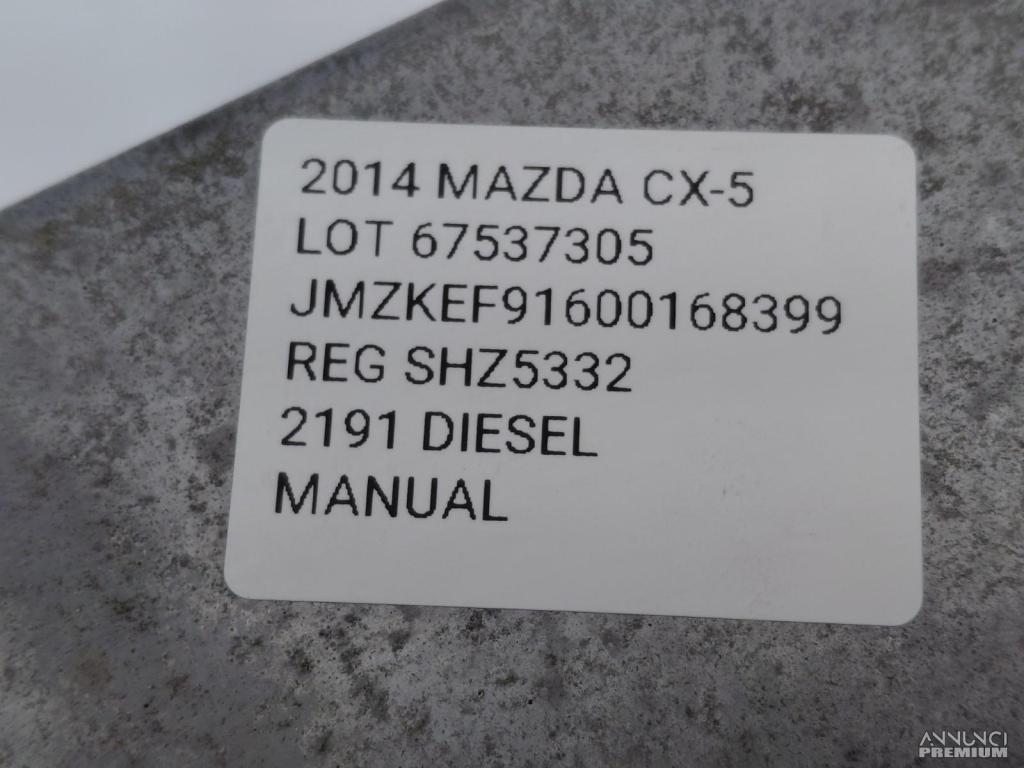 2014 MAZDA CX-5
LOT 67537305
JMZKEF91600168399
REG SHZ5332
2191 DIESEL
MANUAL
ANNUNCI
PREMIUM